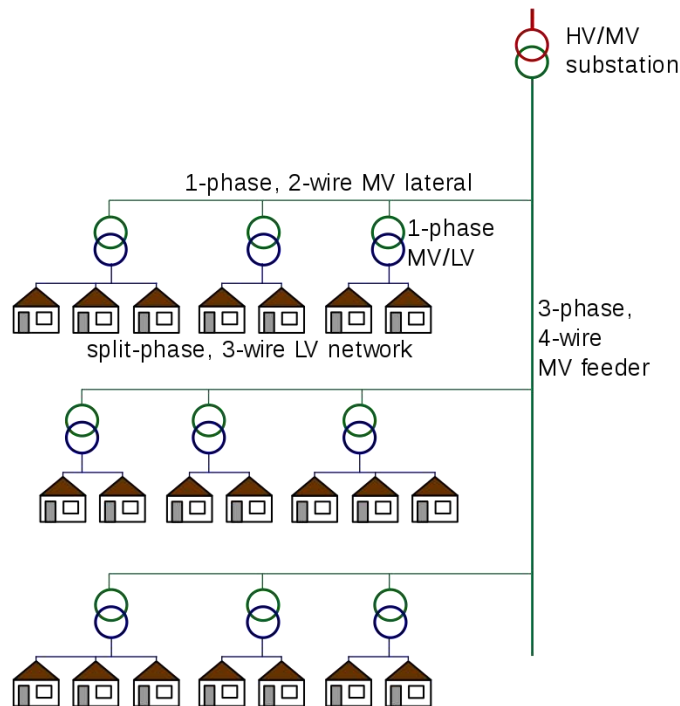 HV/MV
substation
1-phase, 2-wire MV lateral
1-phase
MV/LV
3-phase,
4-wire
MV feeder
split-phase, 3-wire LV network